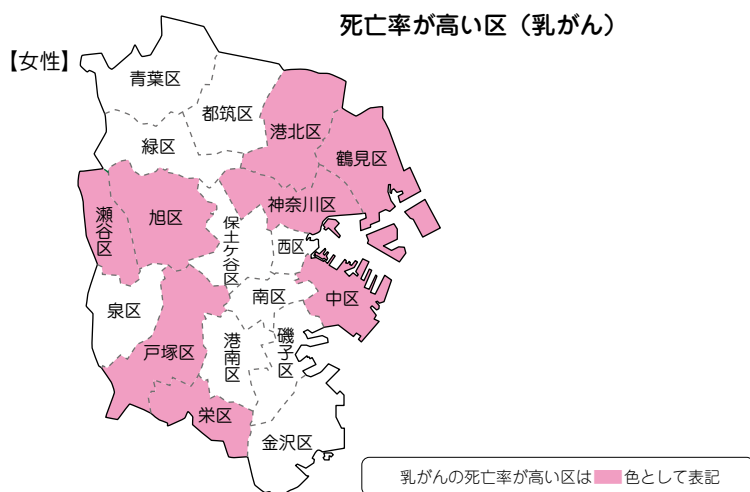 死亡率が高い区（乳がん）
【女性】
青葉区
都筑区
港北区
緑区
鶴見区
神奈川区
瀬谷区
旭区
保土ケ谷区
西区
泉区
南区
中区
戸塚区
港南区
磯子区
栄区
金沢区
乳がんの死亡率が高い区は 色として表記